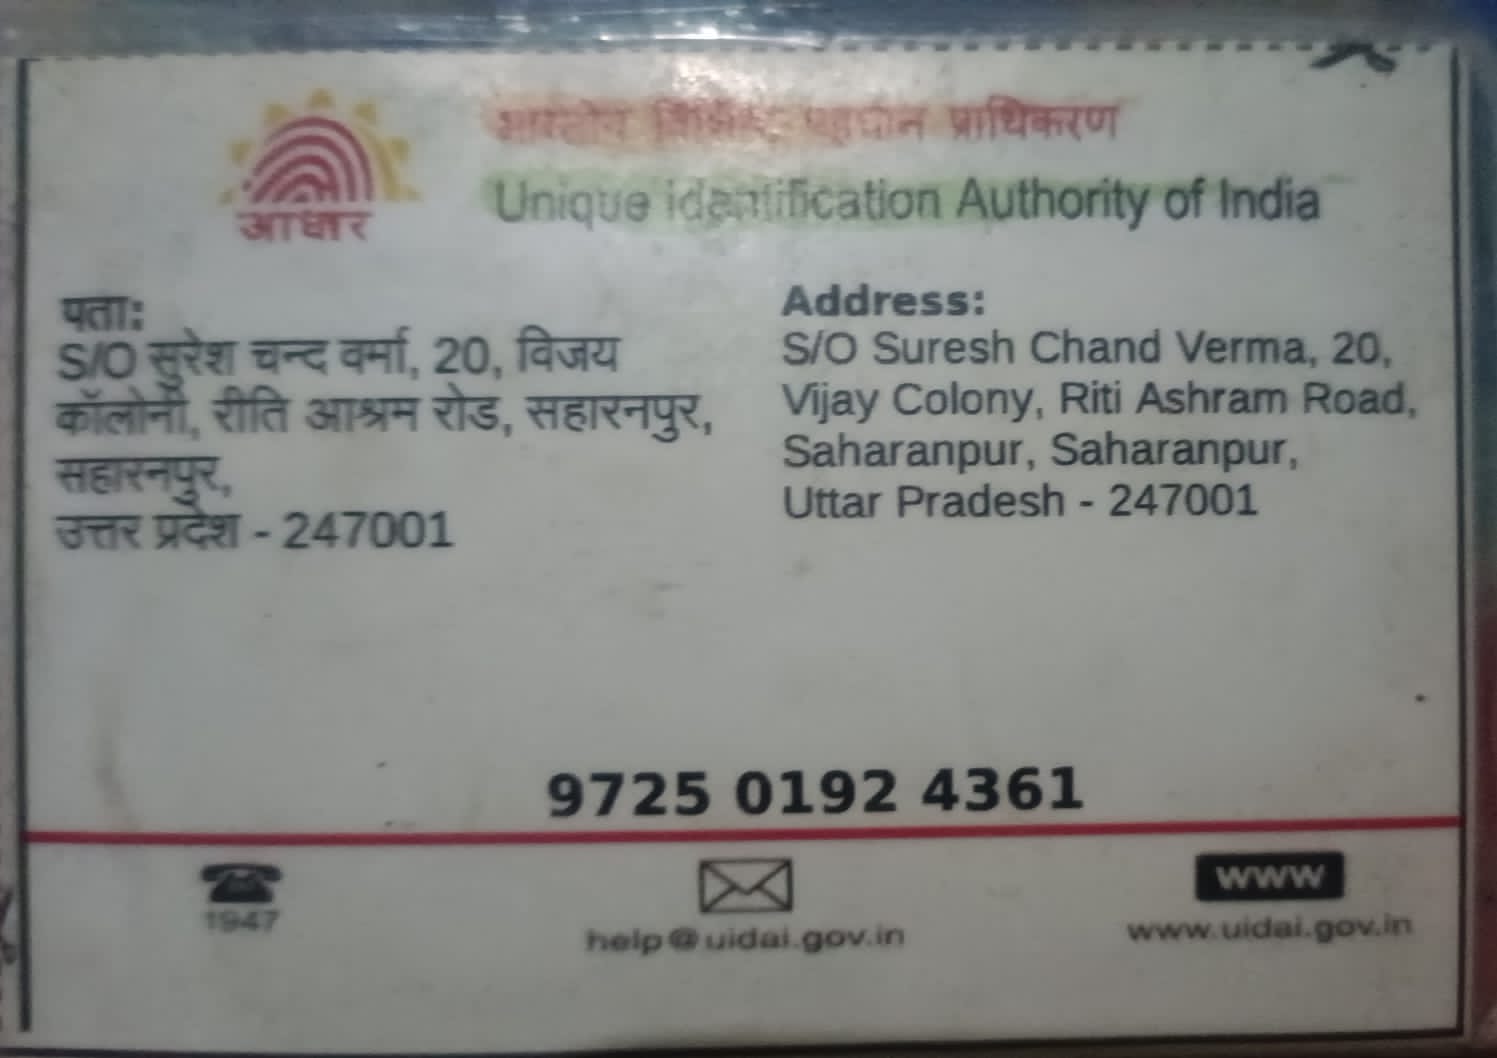 आधार
भारतीय विशिष्ट पहचान प्राधिकरण
Unique identification Authority of India
पता:
S/O सुरेश चन्द वर्मा, 20, विजय
कॉलोनी, रीति आश्रम रोड, सहारनपुर,
सहारनपुर,
उत्तर प्रदेश - 247001
Address:
S/O Suresh Chand Verma, 20,
Vijay Colony, Riti Ashram Road,
Saharanpur, Saharanpur,
Uttar Pradesh - 247001
9725 0192 4361
1947
help@uidai.gov.in
www
www.uidai.gov.in